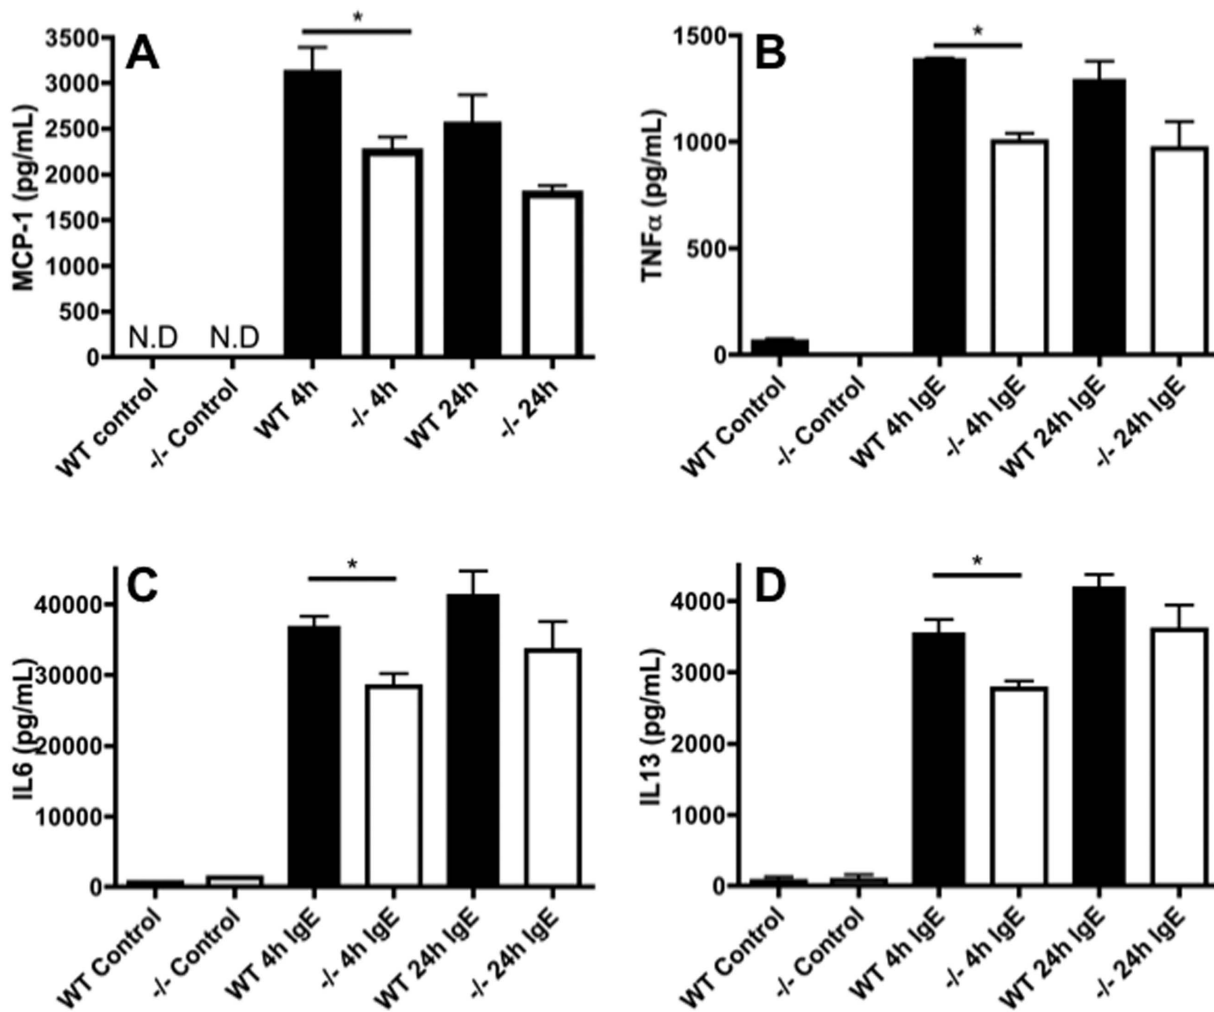 A
*
MCP-1 (pg/mL)
3500
3000
2500
2000
1500
1000
500
0
N.D
N.D
WT control
-/- Control
WT 4h
-/- 4h
WT 24h
-/- 24h
B
*
TNFα (pg/mL)
1500
1000
500
0
WT Control
-/- Control
WT 4h IgE
-/- 4h IgE
WT 24h IgE
-/- 24h IgE
C
*
IL6 (pg/mL)
40000
30000
20000
10000
0
WT Control
-/- Control
WT 4h IgE
-/- 4h IgE
WT 24h IgE
-/- 24h IgE
D
*
IL13 (pg/mL)
4000
3000
2000
1000
0
WT Control
-/- Control
WT 4h IgE
-/- 4h IgE
WT 24h IgE
-/- 24h IgE